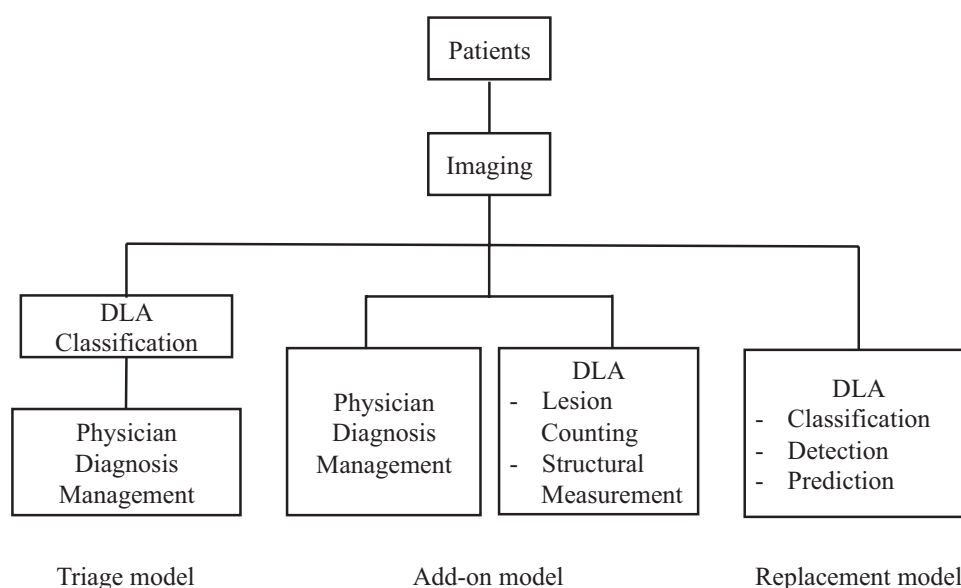 Patients
Imaging
DLA
Classification
Physician
Diagnosis
Management
Physician
Diagnosis
Management
DLA
- Lesion
Counting
- Structural
Measurement
DLA
- Classification
- Detection
- Prediction
Triage model
Add-on model
Replacement model